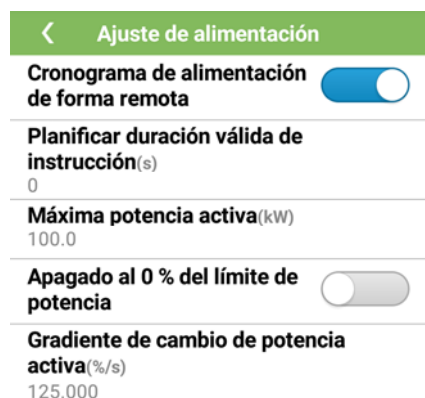 Ajuste de alimentación
Cronograma de alimentación
de forma remota
Planificar duración válida de
instrucción(s)
0
Máxima potencia activa(kW)
100.0
Apagado al 0 % del límite de
potencia
Gradiente de cambio de potencia
activa(%/s)
125.000